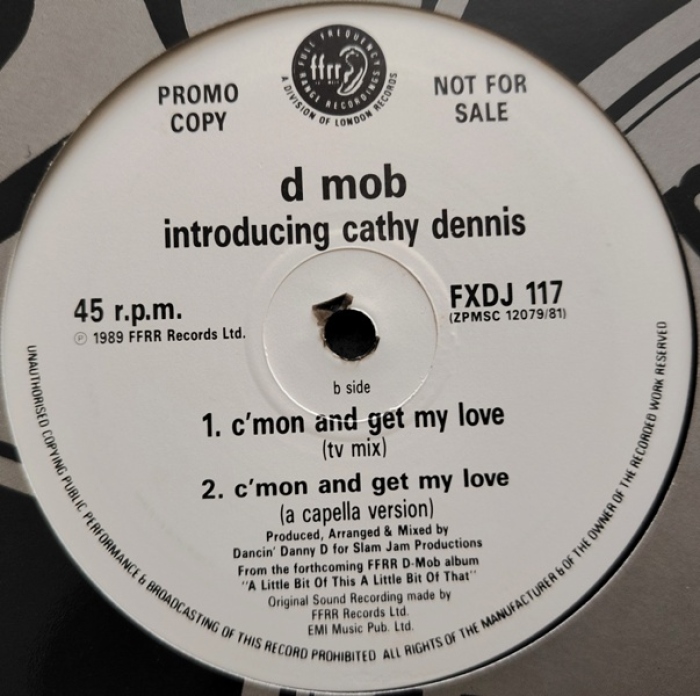 FULL FREQUENCY
RANGE RECORDINGS
ffrr
A DIVISION OF LONDON RECORDS
PROMO
COPY
NOT FOR
SALE
d mob
introducing cathy dennis
45 r.p.m.
℗ 1989 FFRR Records Ltd.
FXDJ 117
(ZPMSC 12079/81)
b side
1. c'mon and get my love
(tv mix)
2. c'mon and get my love
(a capella version)
Produced, Arranged & Mixed by
Dancin' Danny D for Slam Jam Productions
From the forthcoming FFRR D-Mob album
"A Little Bit Of This A Little Bit Of That"
Original Sound Recording made by
FFRR Records Ltd.
EMI Music Pub. Ltd.
UNAUTHORISED COPYING PUBLIC PERFORMANCE & BROADCASTING OF THIS RECORD PROHIBITED ALL RIGHTS OF THE MANUFACTURER & OF THE OWNER OF THE RECORDED WORK RESERVED